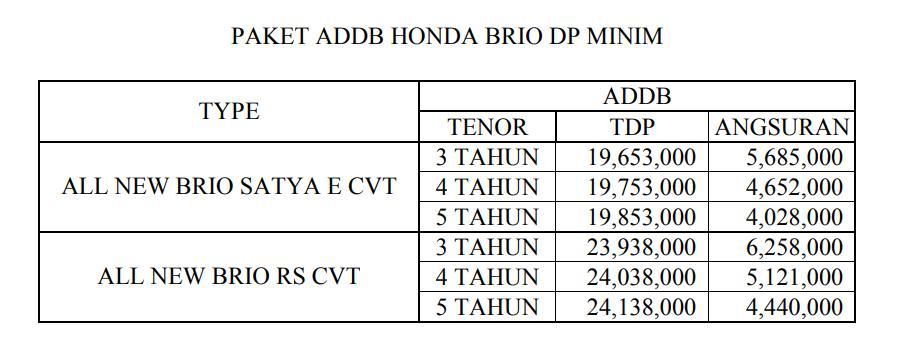 PAKET ADDB HONDA BRIO DP MINIM
TYPE
ADDB
TENOR TDP ANGSURAN
ALL NEW BRIO SATYA E CVT
3 TAHUN 19,653,000 5,685,000
4 TAHUN 19,753,000 4,652,000
5 TAHUN 19,853,000 4,028,000
ALL NEW BRIO RS CVT
3 TAHUN 23,938,000 6,258,000
4 TAHUN 24,038,000 5,121,000
5 TAHUN 24,138,000 4,440,000